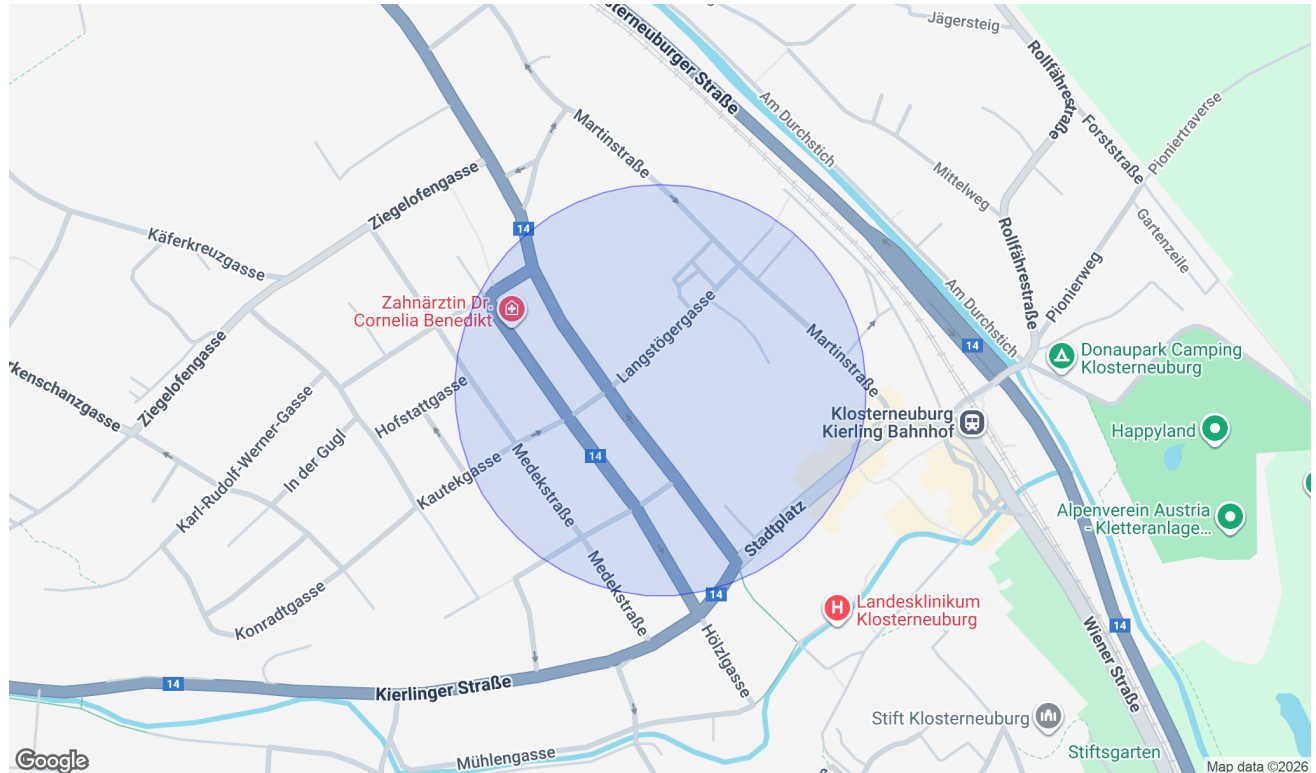 Jägersteig
Klosterneuburger Straße
Rollfährestraße
Forststraße
Pioniertraverse
Am Durchstich
Martinstraße
Mittelweg
Ziegelofengasse
Käferkreuzgasse
Gartenzeile
Rollfährestraße
Pionierweg
14
Am Durchstich
Zahnärztin Dr.
Cornelia Benedikt
Langstögergasse
Martinstraße
14
Donaupark Camping
Klosterneuburg
rkenschanzgasse
Ziegelofengasse
Karl-Rudolf-Werner-Gasse
In der Gugl
Hofstattgasse
Klosterneuburg
Kierling Bahnhof
Happyland
Kautekgasse
14
Medekstraße
Stadtplatz
Alpenverein Austria
- Kletteranlage...
Konradtgasse
Medekstraße
14
H
Landesklinikum
Klosterneuburg
14
Hölzlgasse
Wiener Straße
14
Kierlinger Straße
Stift Klosterneuburg
Mühlengasse
Stiftsgarten
Google
Map data ©2026